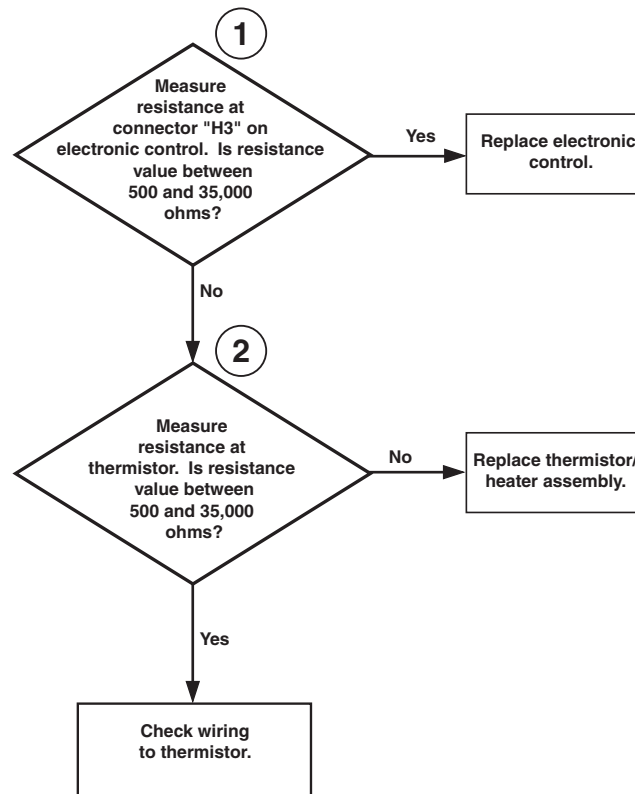 1
Measure
resistance at
connector "H3" on
electronic control. Is resistance
value between
500 and 35,000
ohms?
Yes
Replace electronic
control.
No
2
Measure
resistance at
thermistor. Is resistance
value between
500 and 35,000
ohms?
No
Replace thermistor/
heater assembly.
Yes
Check wiring
to thermistor.